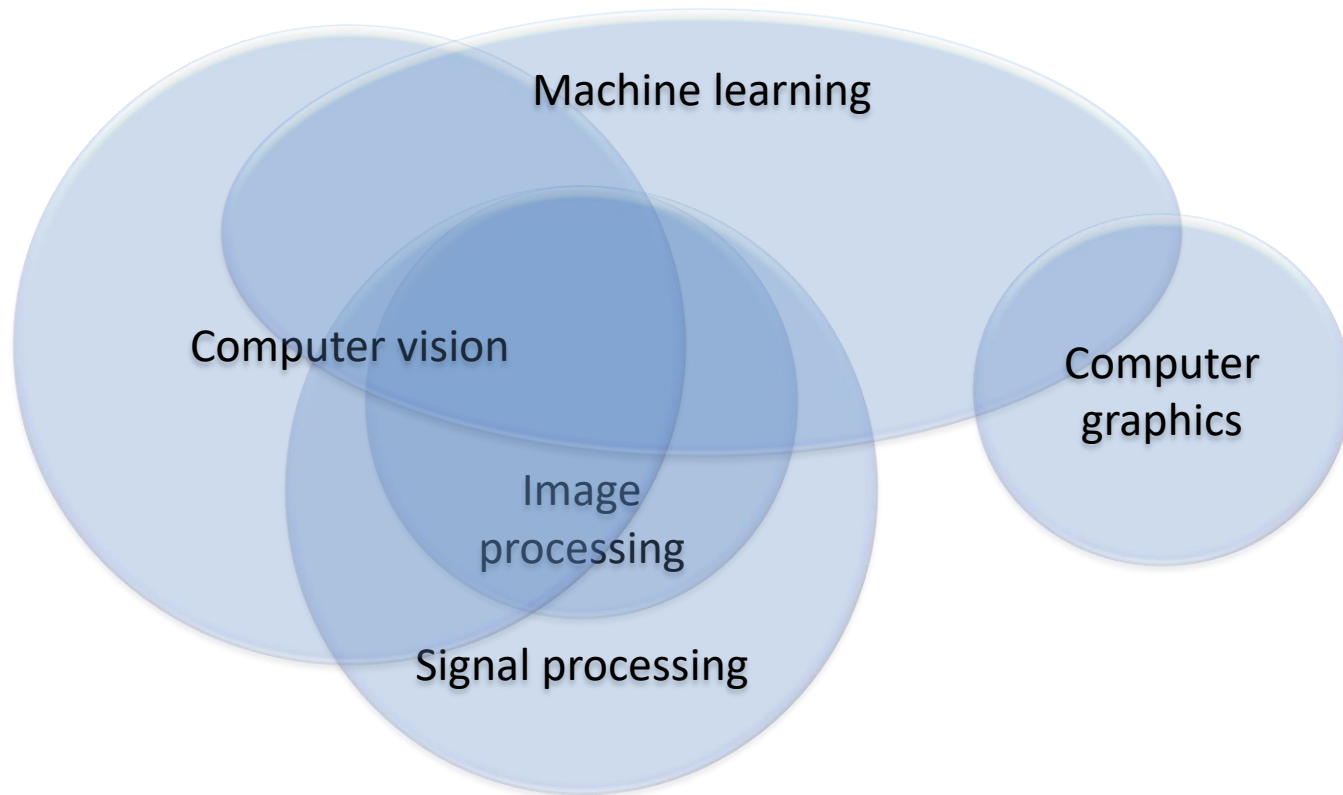 Machine learning
Computer vision
Computer
graphics
Image
processing
Signal processing